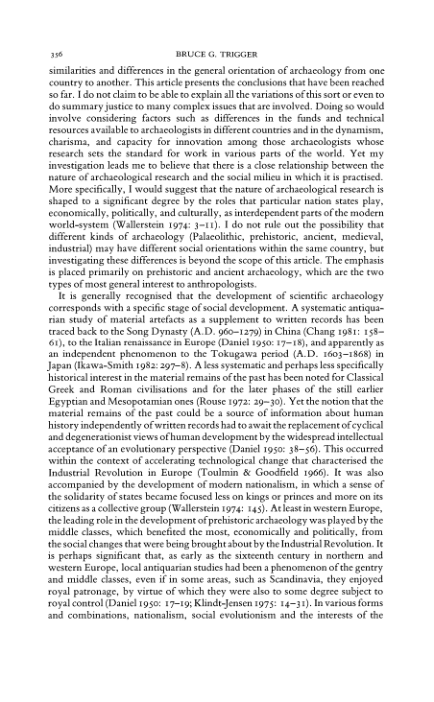 356 BRUCE G. TRIGGER
similarities and differences in the general orientation of archaeology from one
country to another. This article presents the conclusions that have been reached
so far. I do not claim to be able to explain all the variations of this sort or even to
do summary justice to many complex issues that are involved. Doing so would
involve considering factors such as differences in the funds and technical
resources available to archaeologists in different countries and in the dynamism,
charisma, and capacity for innovation among those archaeologists whose
research sets the standard for work in various parts of the world. Yet my
investigation leads me to believe that there is a close relationship between the
nature of archaeological research and the social milieu in which it is practised.
More specifically, I would suggest that the nature of archaeological research is
shaped to a significant degree by the roles that particular nation states play,
economically, politically, and culturally, as interdependent parts of the modern
world-system (Wallerstein 1974: 3–11). I do not rule out the possibility that
different kinds of archaeology (Palaeolithic, prehistoric, ancient, medieval,
industrial) may have different social orientations within the same country, but
investigating these differences is beyond the scope of this article. The emphasis
is placed primarily on prehistoric and ancient archaeology, which are the two
types of most general interest to anthropologists.
It is generally recognised that the development of scientific archaeology
corresponds with a specific stage of social development. A systematic antiqua-
rian study of material artefacts as a supplement to written records has been
traced back to the Song Dynasty (A.D. 960–1279) in China (Chang 1981: 158–
61), to the Italian renaissance in Europe (Daniel 1950: 17–18), and apparently as
an independent phenomenon to the Tokugawa period (A.D. 1603–1868) in
Japan (Ikawa-Smith 1982: 297–8). A less systematic and perhaps less specifically
historical interest in the material remains of the past has been noted for Classical
Greek and Roman civilisations and for the later phases of the still earlier
Egyptian and Mesopotamian ones (Rouse 1972: 29–30). Yet the notion that the
material remains of the past could be a source of information about human
history independently of written records had to await the replacement of cyclical
and degenerationist views of human development by the widespread intellectual
acceptance of an evolutionary perspective (Daniel 1950: 38–56). This occurred
within the context of accelerating technological change that characterised the
Industrial Revolution in Europe (Toulmin & Goodfield 1966). It was also
accompanied by the development of modern nationalism, in which a sense of
the solidarity of states became focused less on kings or princes and more on its
citizens as a collective group (Wallerstein 1974: 145). At least in western Europe,
the leading role in the development of prehistoric archaeology was played by the
middle classes, which benefited the most, economically and politically, from
the social changes that were being brought about by the Industrial Revolution. It
is perhaps significant that, as early as the sixteenth century in northern and
western Europe, local antiquarian studies had been a phenomenon of the gentry
and middle classes, even if in some areas, such as Scandinavia, they enjoyed
royal patronage, by virtue of which they were also to some degree subject to
royal control (Daniel 1950: 17–19; Klindt-Jensen 1975: 14–31). In various forms
and combinations, nationalism, social evolutionism and the interests of the